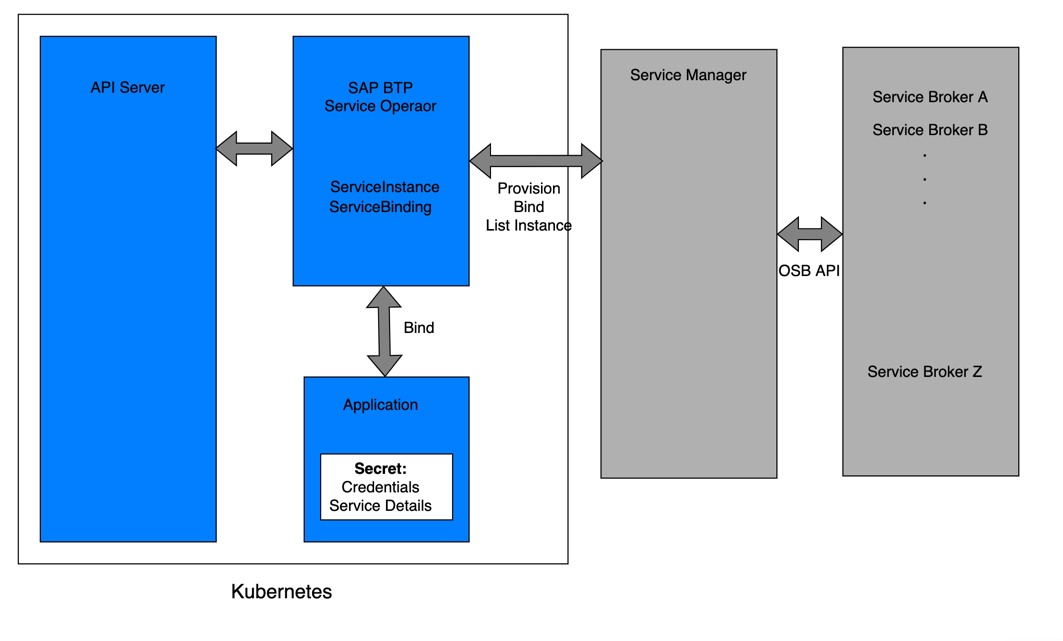 API Server
SAP BTP
Service Operaor
ServiceInstance
ServiceBinding
Provision
Bind
List Instance
Service Manager
OSB API
Service Broker A
Service Broker B
.
.
.
Service Broker Z
Bind
Application
Secret:
Credentials
Service Details
Kubernetes